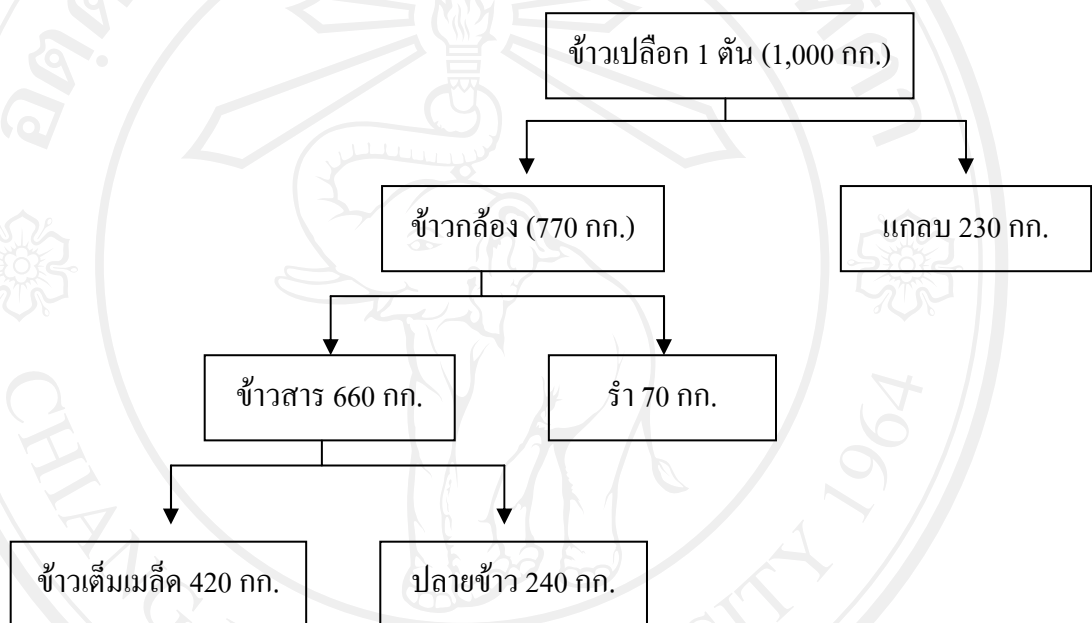 ข้าวเปลือก 1 ตัน (1,000 กก.)
ข้าวกล้อง (770 กก.)
แกลบ 230 กก.
ข้าวสาร 660 กก.
รำ 70 กก.
ข้าวเต็มเมล็ด 420 กก.
ปลายข้าว 240 กก.
CHIANG
SITY 1964